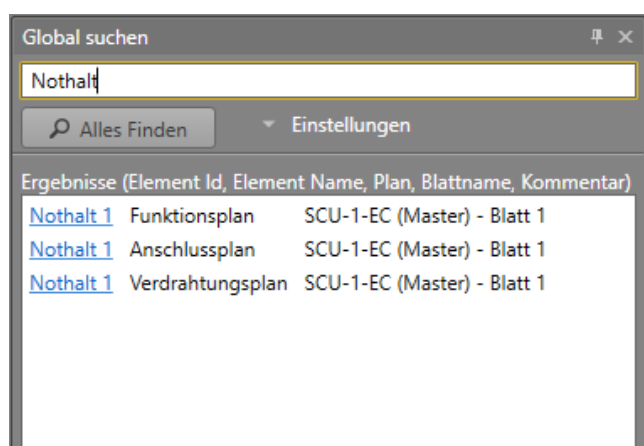 Global suchen
Nothalt
Alles Finden Einstellungen
Ergebnisse (Element Id, Element Name, Plan, Blattname, Kommentar)
Nothalt 1 Funktionsplan SCU-1-EC (Master) - Blatt 1
Nothalt 1 Anschlussplan SCU-1-EC (Master) - Blatt 1
Nothalt 1 Verdrahtungsplan SCU-1-EC (Master) - Blatt 1